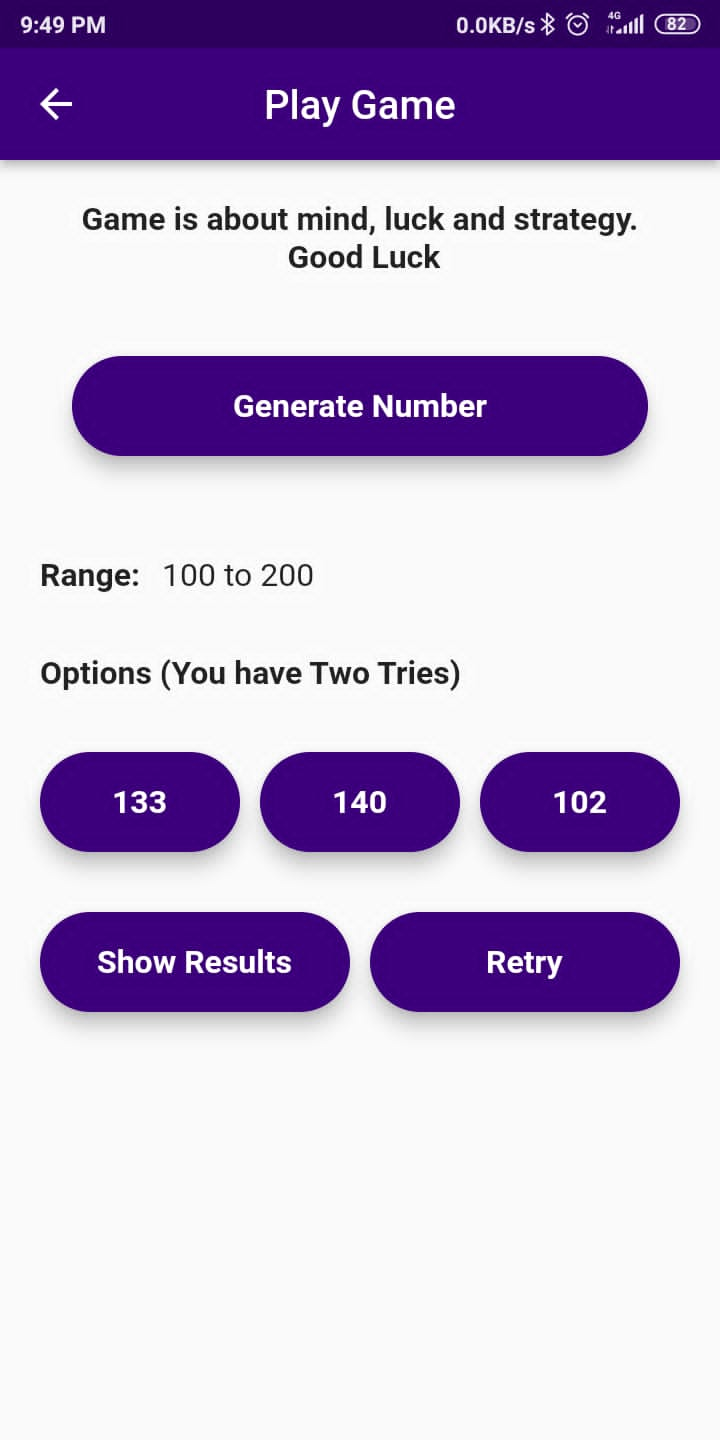 9:49 PM 0.0KB/s 4G 82
Play Game
Game is about mind, luck and strategy.
Good Luck
Generate Number
Range: 100 to 200
Options (You have Two Tries)
133 140 102
Show Results Retry